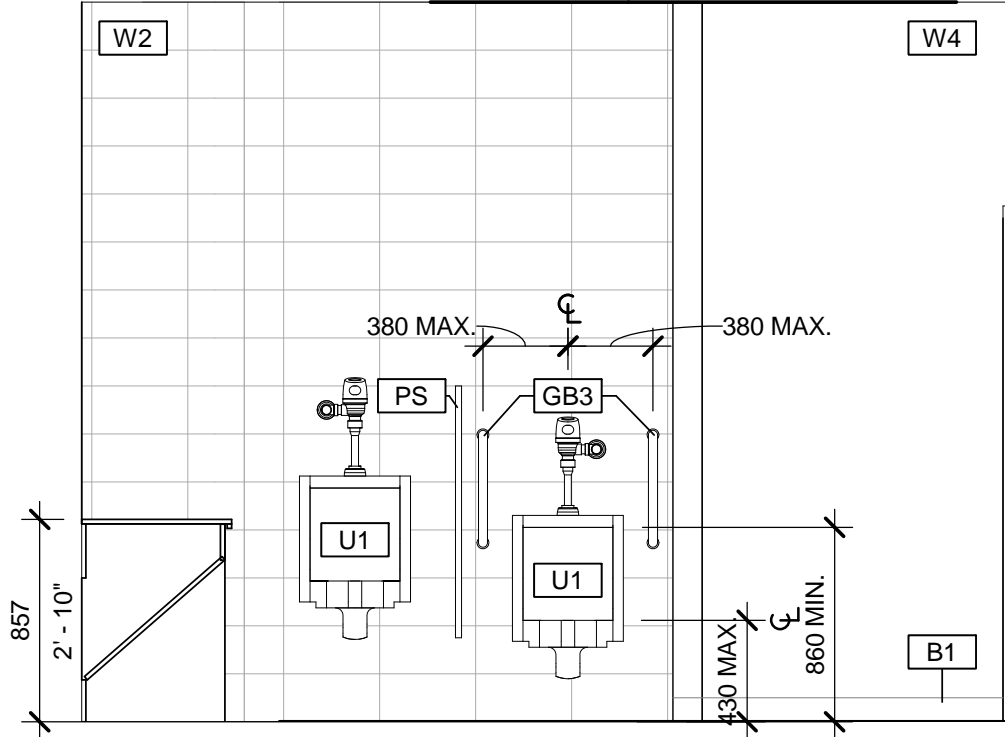 W2
W4
℄
380 MAX.
380 MAX.
PS
GB3
U1
U1
857
2' - 10"
430 MAX.
℄
860 MIN.
B1